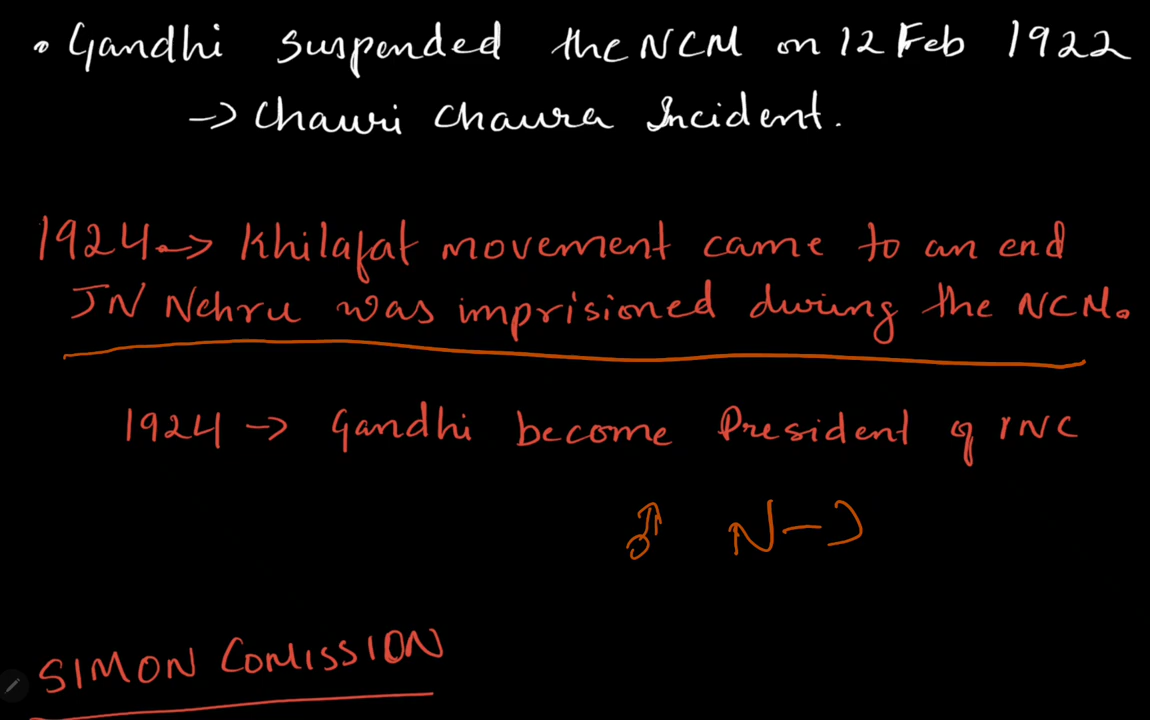 • Gandhi suspended the NCM on 12 Feb 1922
→ Chauri Chaura Incident.
1924 → Khilafat movement came to an end
JN Nehru was imprisioned during the NCM.
1924 → Gandhi become President of INC
N →
SIMON COMISSION